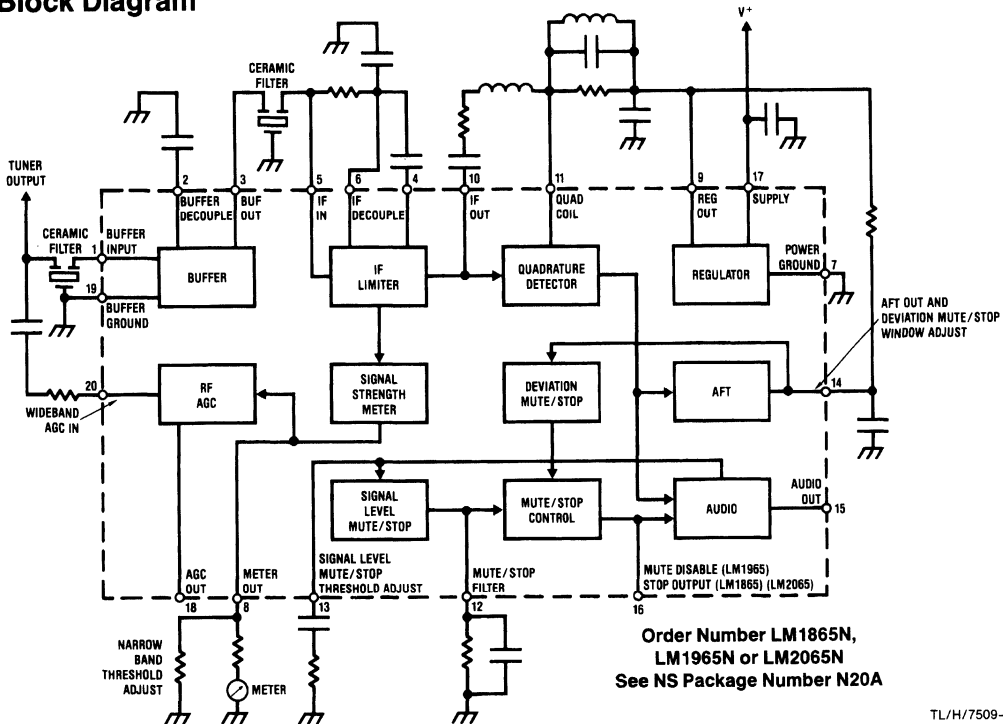 Block Diagram
V+
CERAMIC
FILTER
TUNER
OUTPUT
2
3
5
6
4
10
11
9
17
BUFFER
DECOUPLE
BUF
OUT
IF
IN
IF
DECOUPLE
IF
OUT
QUAD
COIL
REG
OUT
SUPPLY
CERAMIC
FILTER
1
BUFFER
INPUT
BUFFER
IF
LIMITER
QUADRATURE
DETECTOR
REGULATOR
POWER
GROUND
7
19
BUFFER
GROUND
AFT OUT AND
DEVIATION MUTE/STOP
WINDOW ADJUST
20
WIDEBAND
AGC IN
RF
AGC
SIGNAL
STRENGTH
METER
DEVIATION
MUTE/STOP
AFT
14
SIGNAL
LEVEL
MUTE/STOP
MUTE/STOP
CONTROL
AUDIO
AUDIO
OUT
15
AGC
OUT
METER
OUT
SIGNAL LEVEL
MUTE/STOP
THRESHOLD ADJUST
MUTE/STOP
FILTER
MUTE DISABLE (LM1965)
STOP OUTPUT (LM1865) (LM2065)
18
8
13
12
16
NARROW
BAND
THRESHOLD
ADJUST
METER
Order Number LM1865N,
LM1965N or LM2065N
See NS Package Number N20A
TL/H/7509-